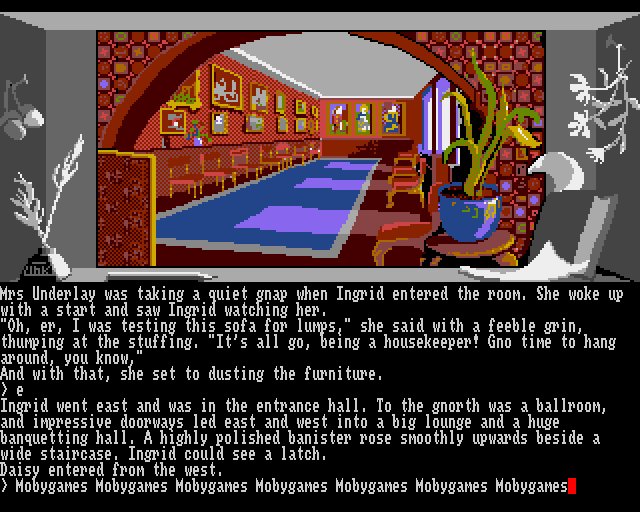 Ink
Mrs Underlay was taking a quiet gnap when Ingrid entered the room. She woke up
with a start and saw Ingrid watching her.
"Oh, er, I was testing this sofa for lumps," she said with a feeble grin,
thumping at the stuffing. "It's all go, being a housekeeper! Gno time to hang
around, you know,"
And with that, she set to dusting the furniture.
> e
Ingrid went east and was in the entrance hall. To the gnorth was a ballroom,
and impressive doorways led east and west into a big lounge and a huge
banquetting hall. A highly polished banister rose smoothly upwards beside a
wide staircase. Ingrid could see a latch.
Daisy entered from the west.
> Mobygames Mobygames Mobygames Mobygames Mobygames Mobygames Mobygames